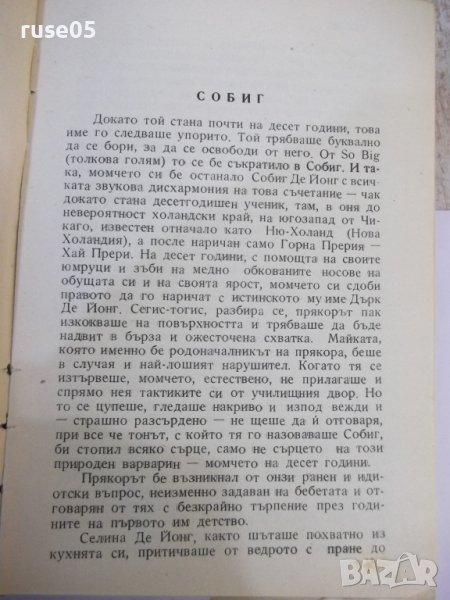 ruse05
СОБИГ
Докато той стана почти на десет години, това
име го следваше упорито. Той трябваше буквално
да се бори, за да се освободи от него. От So Big
(толкова голям) то се бе съкратило в Собиг. И та-
ка, момчето си бе останало Собиг Де Йонг с всич-
ката звукова дисхармония на това съчетание — чак
докато стана десетгодишен ученик, там, в оня до
невероятност холандски край, на югозапад от Чи-
каго, известен отначало като Ню-Холанд (Нова
Холандия), а после наричан само Горна Прерия —
Хай Прери. На десет години, с помощта на своите
юмруци и зъби на медно обкованите носове на
обущата си и на своята ярост, момчето си сдоби
правото да го наричат с истинското му име Дърк
Де Йонг. Сегис-тогис, разбира се, прякорът пак
изкокваше на повърхността и трябваше да бъде
надвит в бърза и ожесточена схватка. Майката,
която именно бе родоначалникът на прякора, беше
в случая и най-лошият нарушител. Когато тя се
изтърваше, момчето, естествено, не прилагаше и
спрямо нея тактиките си от училищния двор. Но
то се цупеше, гледаше накриво и изпод вежди и
— страшно разсърдено — не щеше да ѝ отговаря,
при все че тонът, с който тя го назоваваше Собиг,
би стопил всяко сърце, само не сърцето на този
природен варварин — момчето на десет години.
Прякорът бе възникнал от онзи ранен и иди-
отски въпрос, неизменно задаван на бебетата и от-
говарян от тях с безкрайно търпение през годи-
ните на първото им детство.
Селина Де Йонг, както шъташе похватно из
кухнята си, притичваше от ведрото с пране до
BAZAR